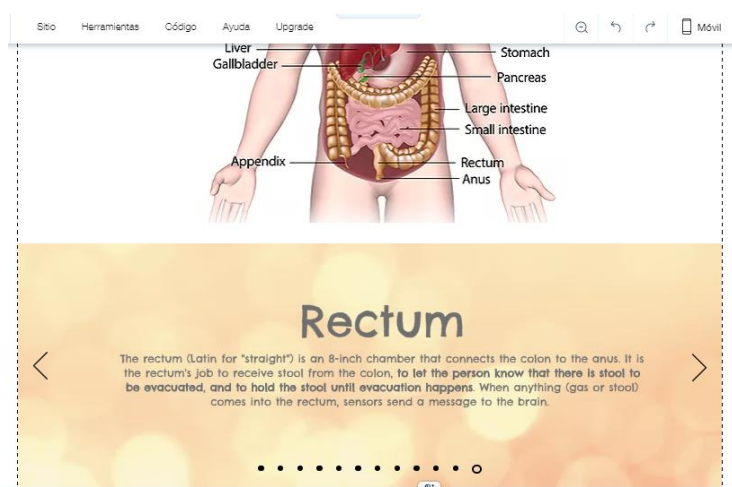 Sitio Herramientas Código Ayuda Upgrade Móvil
Liver
Stomach
Gallbladder
Pancreas
Large intestine
Small intestine
Appendix
Rectum
Anus
Rectum
The rectum (Latin for "straight") is an 8-inch chamber that connects the colon to the anus. It is
the rectum's job to receive stool from the colon, to let the person know that there is stool to
be evacuated, and to hold the stool until evacuation happens. When anything (gas or stool)
comes into the rectum, sensors send a message to the brain.